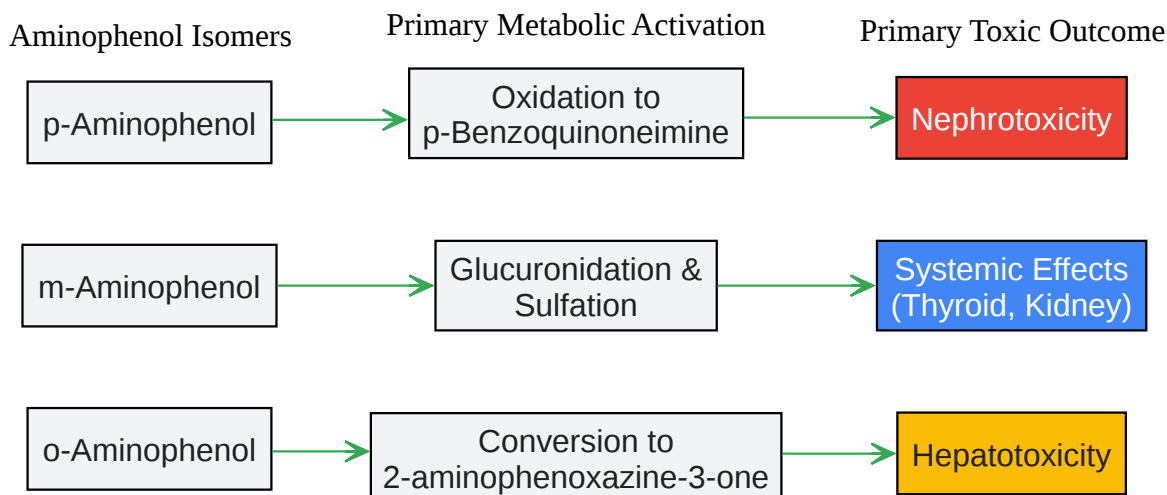 Aminophenol Isomers
Primary Metabolic Activation
Primary Toxic Outcome
p-Aminophenol
Oxidation to
p-Benzoquinoneimine
Nephrotoxicity
m-Aminophenol
Glucuronidation &
Sulfation
Systemic Effects
(Thyroid, Kidney)
o-Aminophenol
Conversion to
2-aminophenoxazine-3-one
Hepatotoxicity